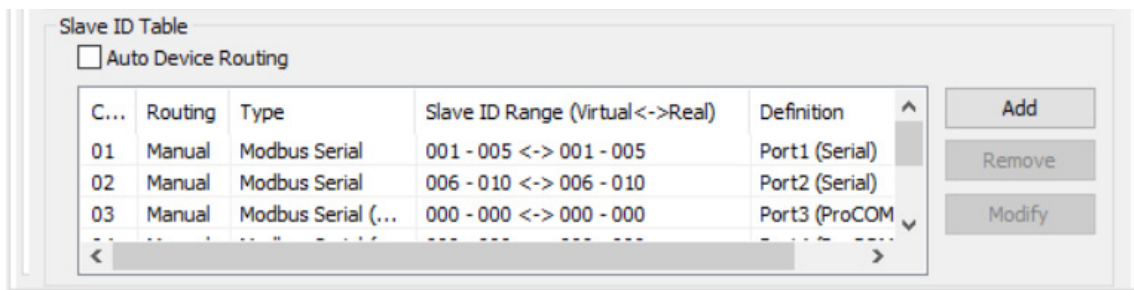 Slave ID Table
Auto Device Routing
C... Routing Type Slave ID Range (Virtual<->Real) Definition
Add
01 Manual Modbus Serial 001 - 005 <-> 001 - 005 Port1 (Serial)
Remove
02 Manual Modbus Serial 006 - 010 <-> 006 - 010 Port2 (Serial)
03 Manual Modbus Serial (... 000 - 000 <-> 000 - 000 Port3 (ProCOM
Modify